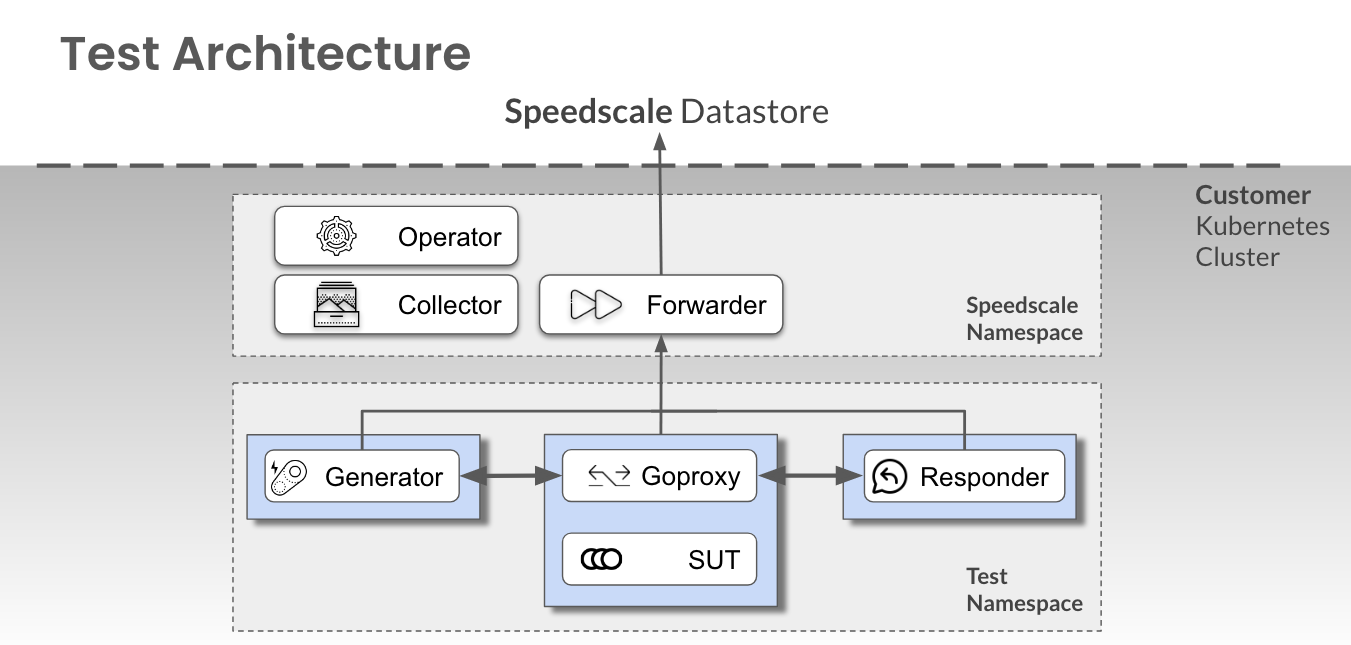 Test Architecture
Speedscale Datastore
Customer
Kubernetes
Cluster
Operator
Collector
Forwarder
Speedscale
Namespace
Generator
Goproxy
Responder
SUT
Test
Namespace